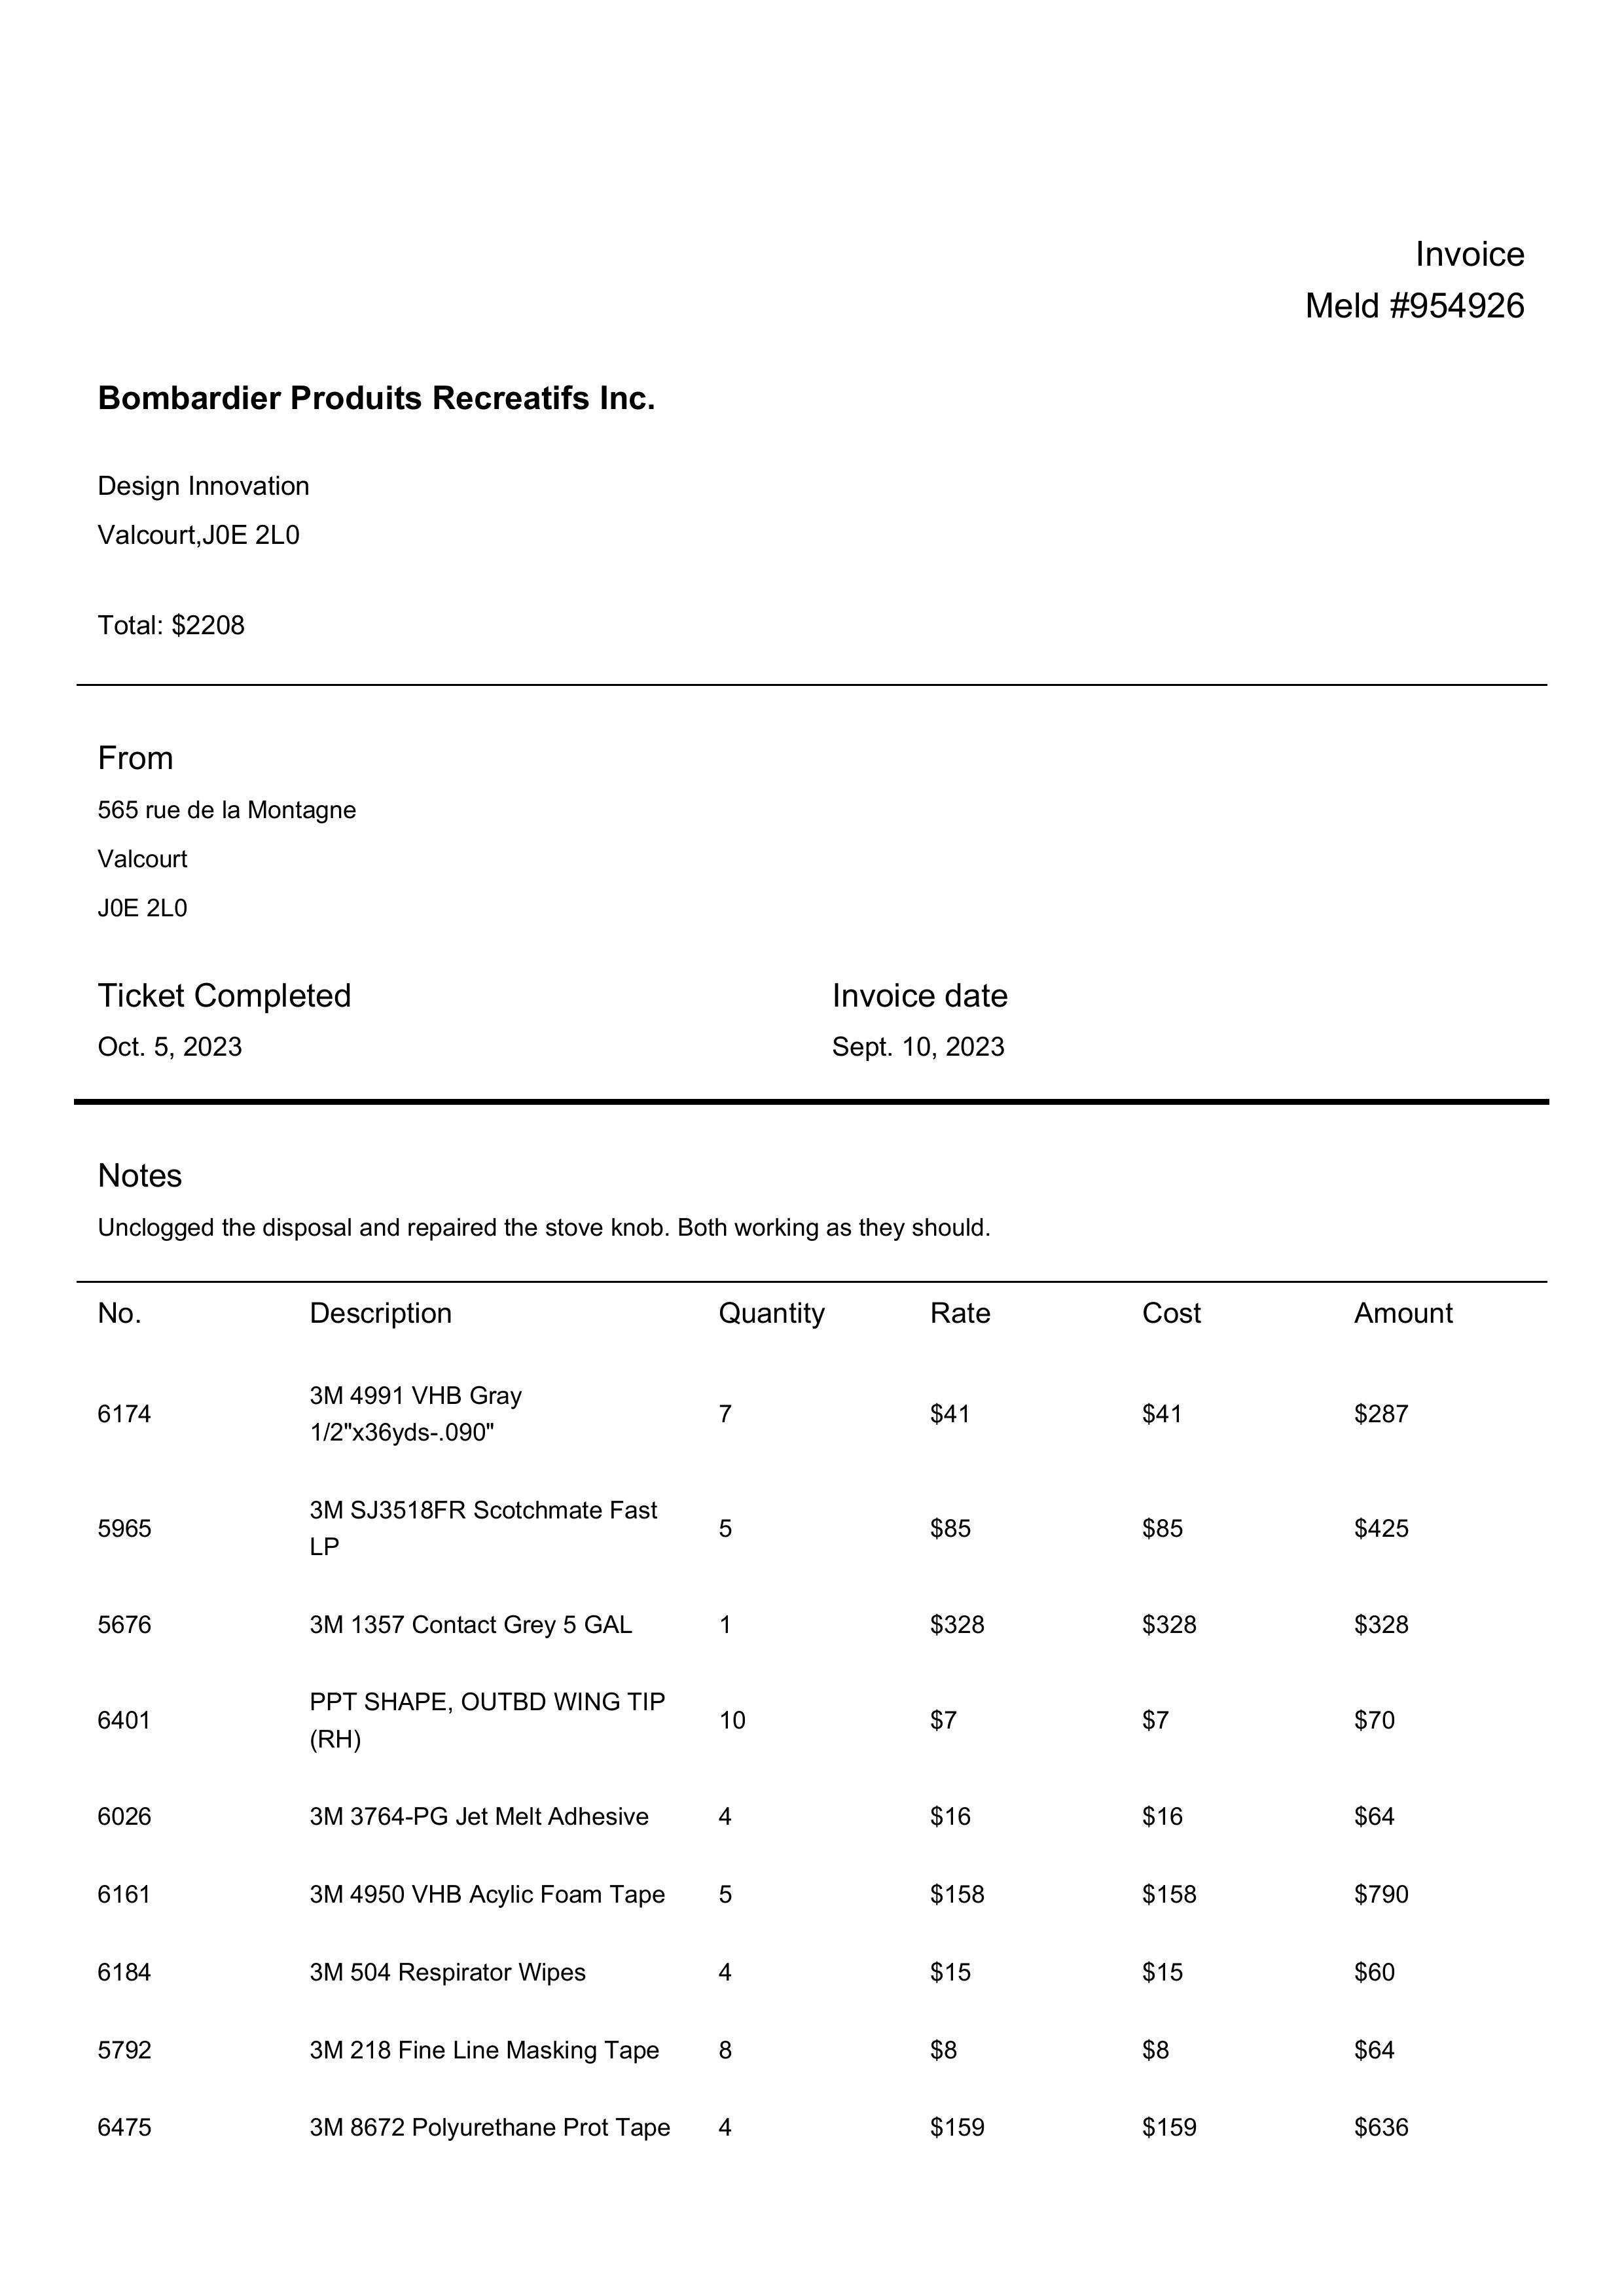 Invoice
Meld #954926
Bombardier Produits Recreatifs Inc.
Design Innovation
Valcourt,J0E 2L0
Total: $2208
From
565 rue de la Montagne
Valcourt
J0E 2L0
Ticket Completed Invoice date
Oct. 5, 2023 Sept. 10, 2023
Notes
Unclogged the disposal and repaired the stove knob. Both working as they should.
No. Description Quantity Rate Cost Amount
3M 4991 VHB Gray
6174 7 $41 $41 $287
1/2"x36yds-.090"
3M SJ3518FR Scotchmate Fast
5965 5 $85 $85 $425
LP
5676 3M 1357 Contact Grey 5 GAL 1 $328 $328 $328
PPT SHAPE, OUTBD WING TIP
6401 10 $7 $7 $70
(RH)
6026 3M 3764-PG Jet Melt Adhesive 4 $16 $16 $64
6161 3M 4950 VHB Acylic Foam Tape 5 $158 $158 $790
6184 3M 504 Respirator Wipes 4 $15 $15 $60
5792 3M 218 Fine Line Masking Tape 8 $8 $8 $64
6475 3M 8672 Polyurethane Prot Tape 4 $159 $159 $636